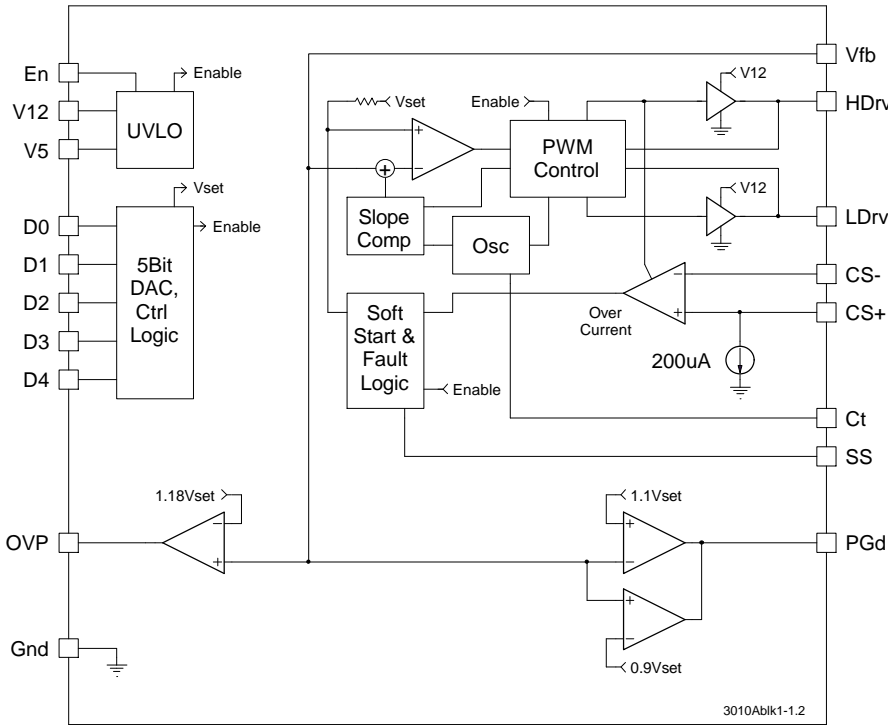 En
V12
V5
Enable
UVLO
Vset
Enable
D0
D1
D2
D3
D4
5Bit
DAC,
Ctrl
Logic
Vset
+
−
+
Enable
PWM
Control
Slope
Comp
Osc
V12
V12
Vfb
HDrv
LDrv
CS-
CS+
−
+
Over
Current
200uA
Soft
Start &
Fault
Logic
Enable
Ct
SS
1.18Vset
−
+
OVP
1.1Vset
+
−
+
−
0.9Vset
PGd
Gnd
3010Ablk1-1.2